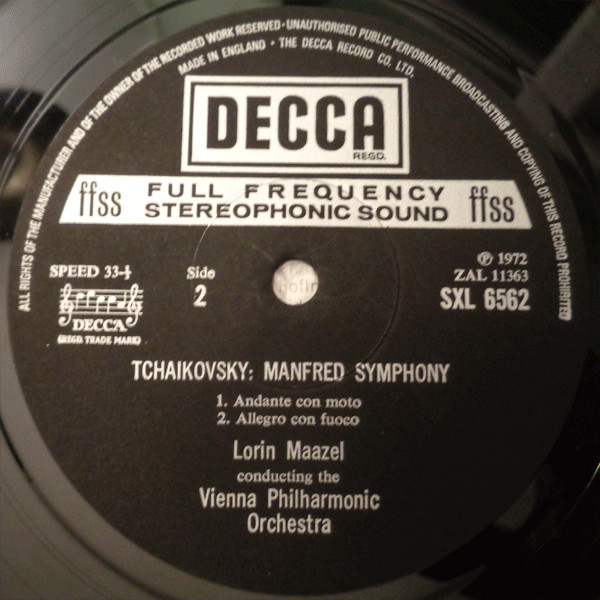 ALL RIGHTS OF THE MANUFACTURER AND OF THE OWNER OF THE RECORDED WORK RESERVED · UNAUTHORISED PUBLIC PERFORMANCE BROADCASTING AND COPYING OF THIS RECORD PROHIBITED
MADE IN ENGLAND · THE DECCA RECORD CO. LTD.
DECCA
REGD.
ffss FULL FREQUENCY ffss
STEREOPHONIC SOUND
SPEED 33⅓
Side
2
DECCA
(REGD. TRADE MARK)
℗ 1972
ZAL 11363
SXL 6562
TCHAIKOVSKY: MANFRED SYMPHONY
1. Andante con moto
2. Allegro con fuoco
Lorin Maazel
conducting the
Vienna Philharmonic
Orchestra